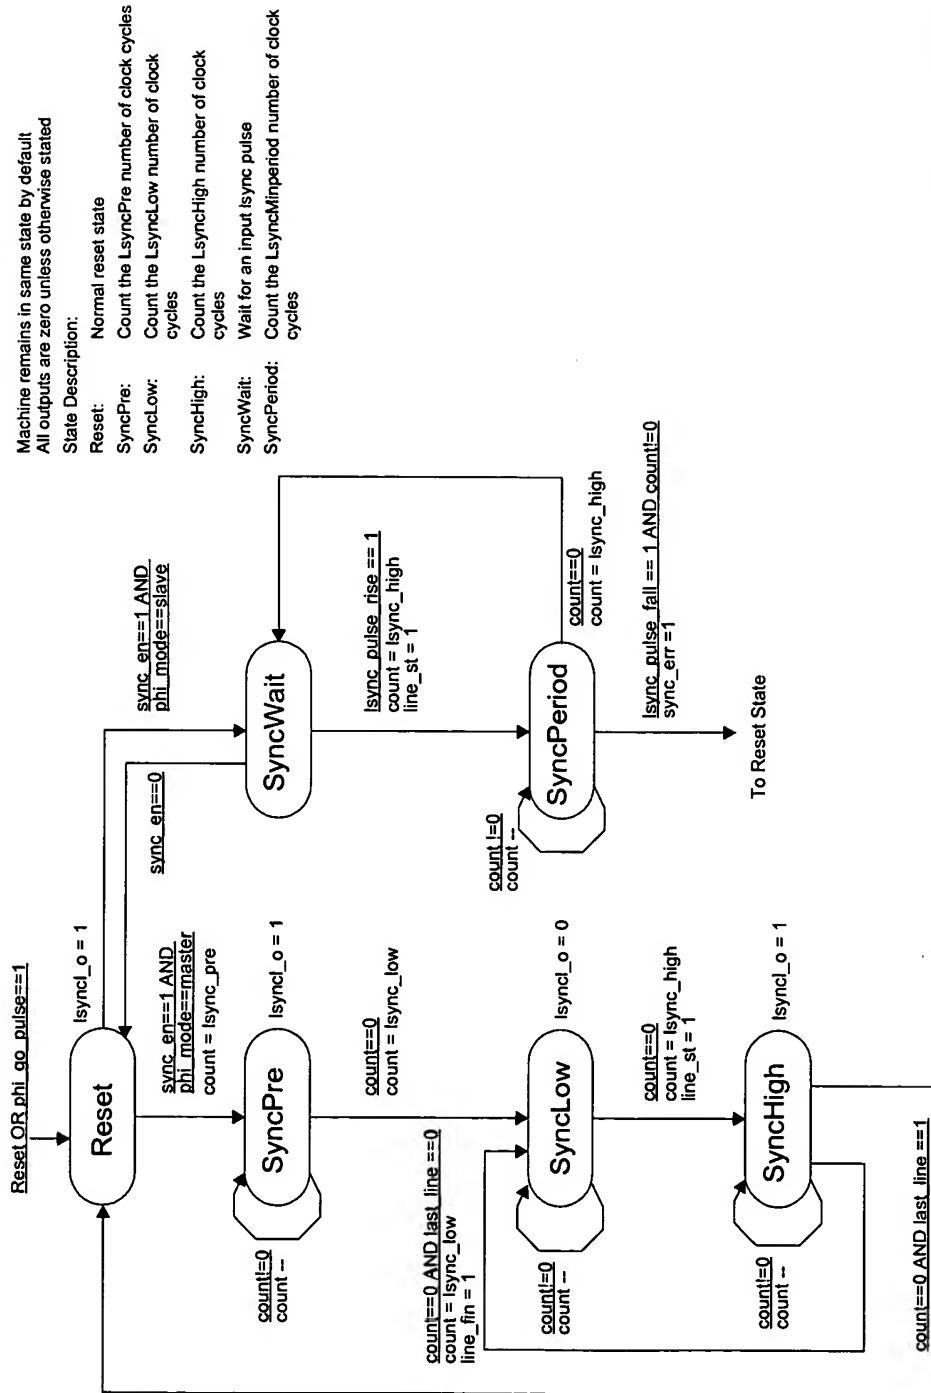 Machine remains in same state by default
All outputs are zero unless otherwise stated
State Description:
Reset: Normal reset state
SyncPre: Count the LsyncPre number of clock cycles
SyncLow: Count the LsyncLow number of clock
cycles
SyncHigh: Count the LsyncHigh number of clock
cycles
SyncWait: Wait for an input lsync pulse
SyncPeriod: Count the LsyncMinperiod number of clock
cycles
Reset OR phi_go_pulse==1
Reset
lsyncl_o = 1
sync_en==1 AND
phi_mode==slave
sync_en==0
SyncWait
lsync_pulse_rise == 1
count = lsync_high
line_st = 1
count==0
count = lsync_high
SyncPeriod
count !=0
count --
lsync_pulse_fall == 1 AND count!=0
sync_err =1
To Reset State
sync_en==1 AND
phi_mode==master
count = lsync_pre
SyncPre
lsyncl_o = 1
count!=0
count --
count==0
count = lsync_low
count==0 AND last_line ==0
count = lsync_low
line_fin = 1
SyncLow
lsyncl_o = 0
count!=0
count --
count==0
count = lsync_high
line_st = 1
SyncHigh
lsyncl_o = 1
count!=0
count --
count==0 AND last_line ==1